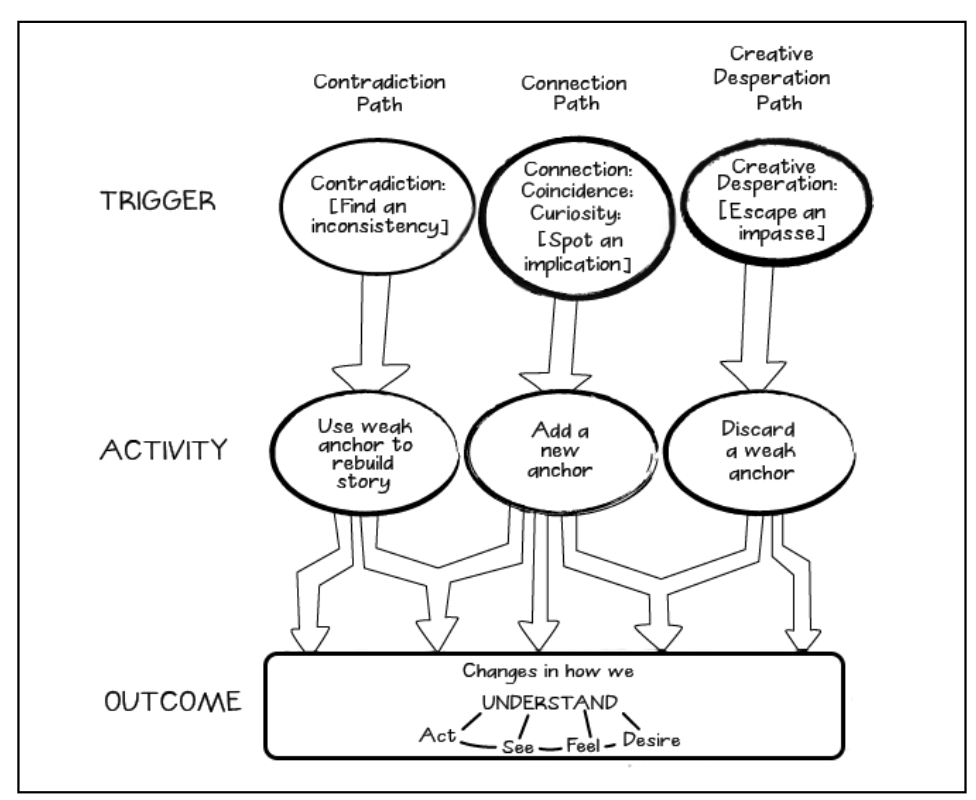 Contradiction
Path
Connection
Path
Creative
Desperation
Path
TRIGGER
Contradiction:
[Find an
inconsistency]
Connection:
Coincidence:
Curiosity:
[Spot an
implication]
Creative
Desperation:
[Escape an
impasse]
ACTIVITY
Use weak
anchor to
rebuild
story
Add a
new
anchor
Discard
a weak
anchor
OUTCOME
Changes in how we
UNDERSTAND
Act
See
Feel
Desire